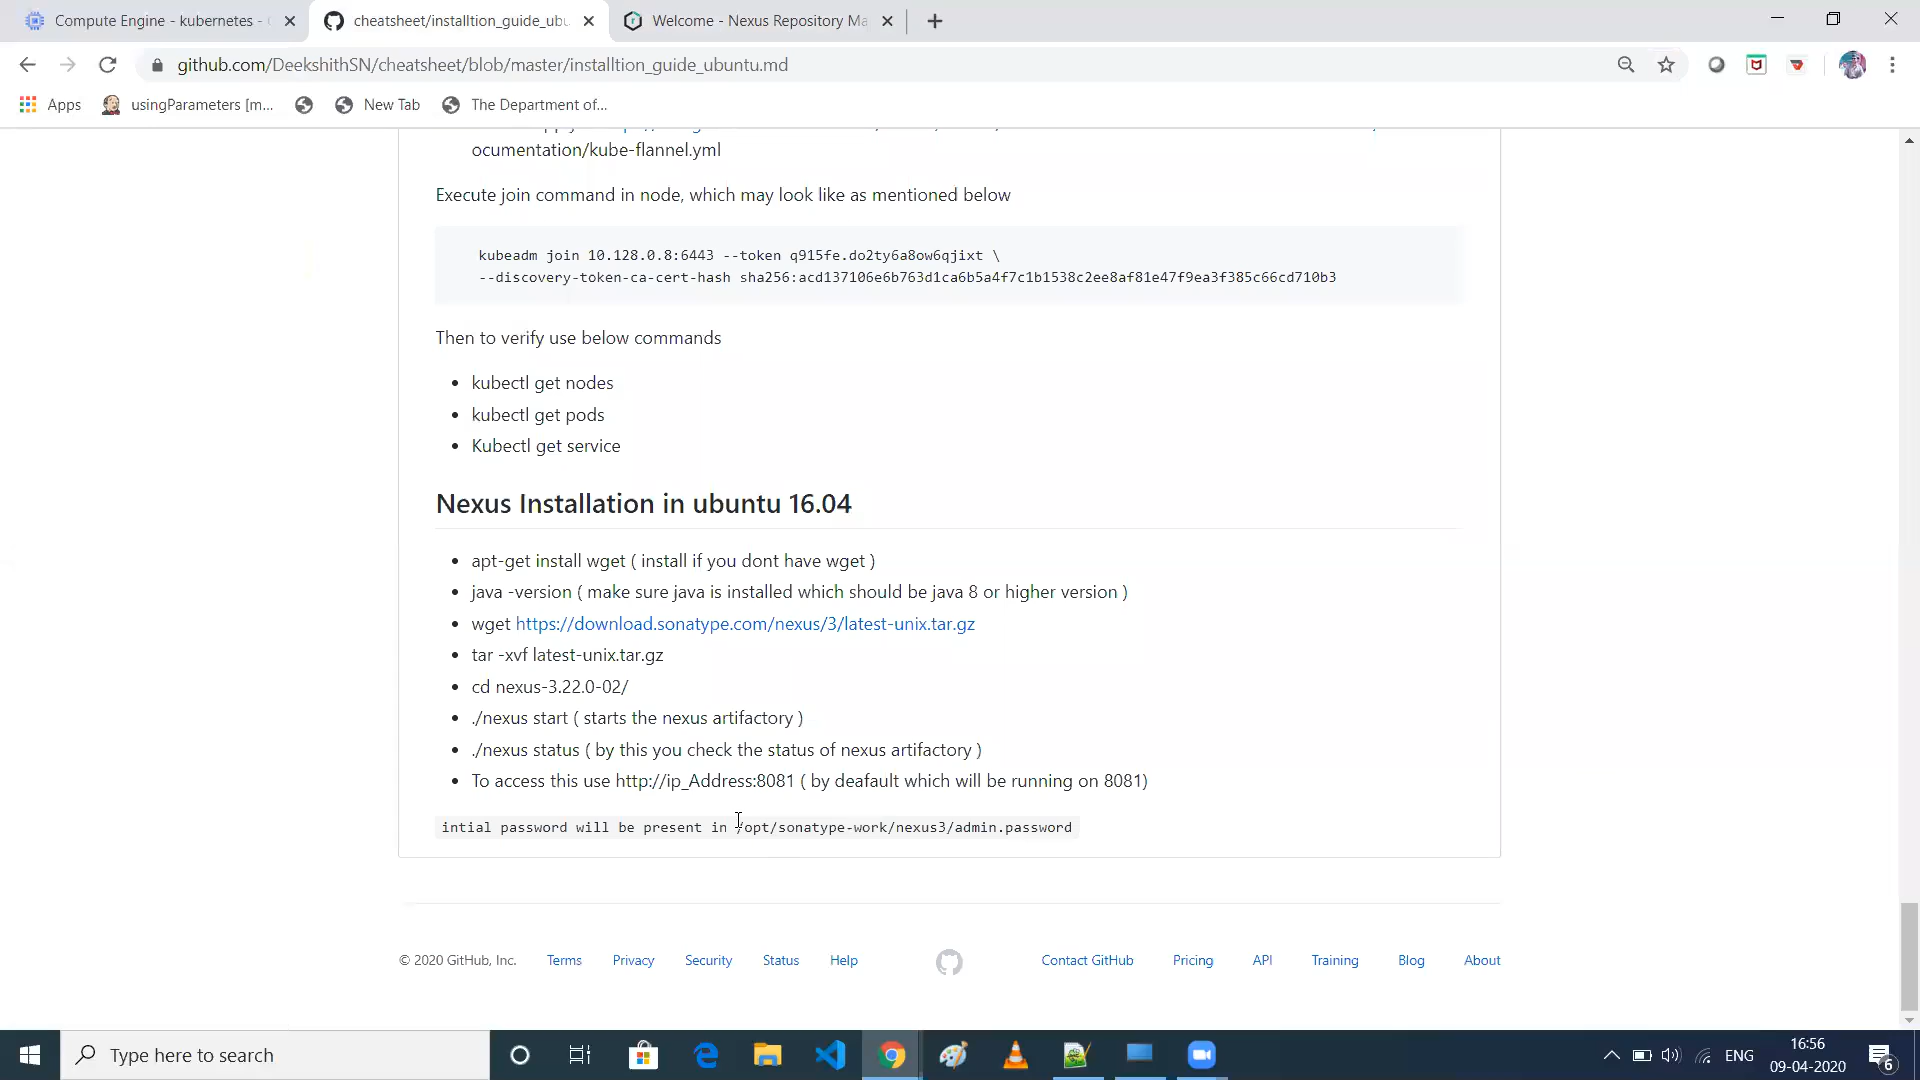 Compute Engine - kubernetes -
cheatsheet/installtion_guide_ubu
Welcome - Nexus Repository Ma
github.com/DeekshithSN/cheatsheet/blob/master/installtion_guide_ubuntu.md
Apps
usingParameters [m...
New Tab
The Department of...
ocumentation/kube-flannel.yml
Execute join command in node, which may look like as mentioned below
kubeadm join 10.128.0.8:6443 --token q915fe.do2ty6a8ow6qjixt \
--discovery-token-ca-cert-hash sha256:acd137106e6b763d1ca6b5a4f7c1b1538c2ee8af81e47f9ea3f385c66cd710b3
Then to verify use below commands
• kubectl get nodes
• kubectl get pods
• Kubectl get service
Nexus Installation in ubuntu 16.04
• apt-get install wget ( install if you dont have wget )
• java -version ( make sure java is installed which should be java 8 or higher version )
• wget https://download.sonatype.com/nexus/3/latest-unix.tar.gz
• tar -xvf latest-unix.tar.gz
• cd nexus-3.22.0-02/
• ./nexus start ( starts the nexus artifactory )
• ./nexus status ( by this you check the status of nexus artifactory )
• To access this use http://ip_Address:8081 ( by deafault which will be running on 8081)
intial password will be present in /opt/sonatype-work/nexus3/admin.password
© 2020 GitHub, Inc.
Terms
Privacy
Security
Status
Help
Contact GitHub
Pricing
API
Training
Blog
About
Type here to search
ENG
16:56
09-04-2020
6